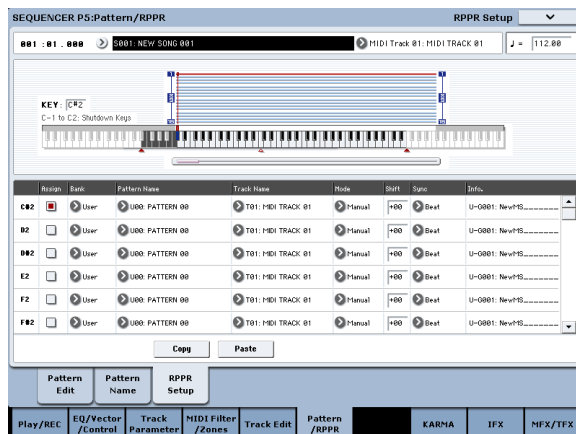 SEQUENCER P5:Pattern/RPPR RPPR Setup
001 :01 . 000 S001: NEW SONG 001 MIDI Track 01: MIDI TRACK 01 ♩ = 112.00
KEY: C#2
C-1 to C2: Shutdown Keys
Assign Bank Pattern Name Track Name Mode Shift Sync Info.
C#2 User U00: PATTERN 00 T01: MIDI TRACK 01 Manual +00 Beat U-G001: NewMS_______
D2 User U00: PATTERN 00 T01: MIDI TRACK 01 Manual +00 Beat U-G001: NewMS_______
D#2 User U00: PATTERN 00 T01: MIDI TRACK 01 Manual +00 Beat U-G001: NewMS_______
E2 User U00: PATTERN 00 T01: MIDI TRACK 01 Manual +00 Beat U-G001: NewMS_______
F2 User U00: PATTERN 00 T01: MIDI TRACK 01 Manual +00 Beat U-G001: NewMS_______
F#2 User U00: PATTERN 00 T01: MIDI TRACK 01 Manual +00 Beat U-G001: NewMS_______
Copy Paste
Pattern Edit Pattern Name RPPR Setup
Play/REC EQ/Vector /Control Track Parameter MIDI Filter /Zones Track Edit Pattern /RPPR KARMA IFX MFX/TFX